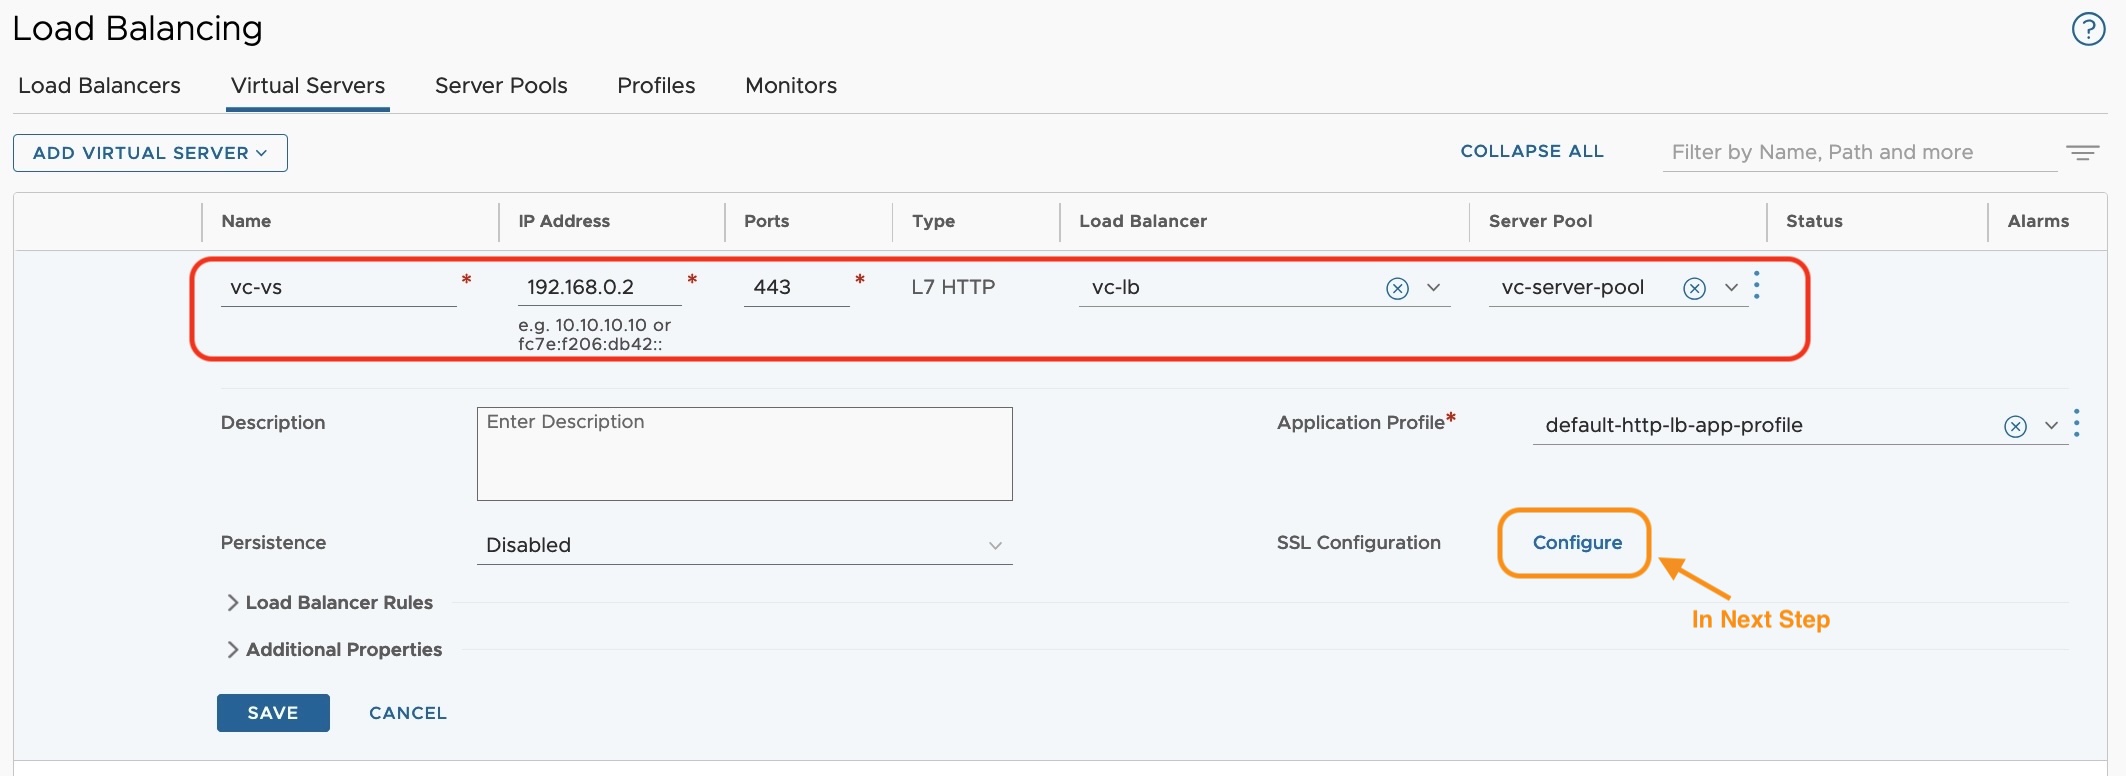 Load Balancing
?
Load Balancers Virtual Servers Server Pools Profiles Monitors
ADD VIRTUAL SERVER COLLAPSE ALL Filter by Name, Path and more
Name IP Address Ports Type Load Balancer Server Pool Status Alarms
vc-vs * 192.168.0.2 * 443 * L7 HTTP vc-lb vc-server-pool
e.g. 10.10.10.10 or
fc7e:f206:db42::
Description Enter Description Application Profile* default-http-lb-app-profile
Persistence Disabled SSL Configuration Configure
Load Balancer Rules
In Next Step
Additional Properties
SAVE CANCEL